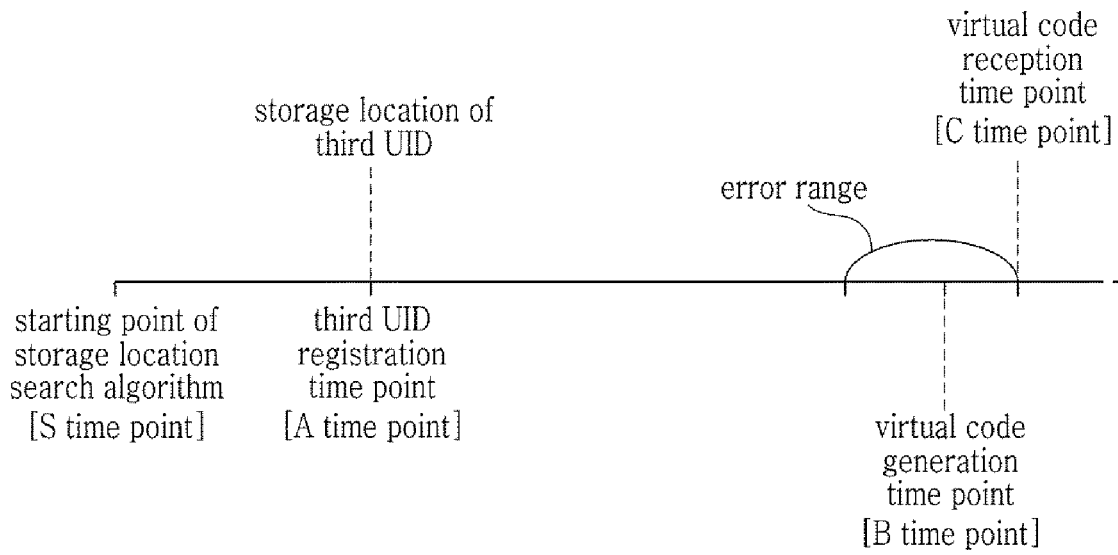 virtual code
reception
time point
[C time point]
storage location of
third UID
error range
starting point of
storage location
search algorithm
[S time point]
third UID
registration
time point
[A time point]
virtual code
generation
time point
[B time point]